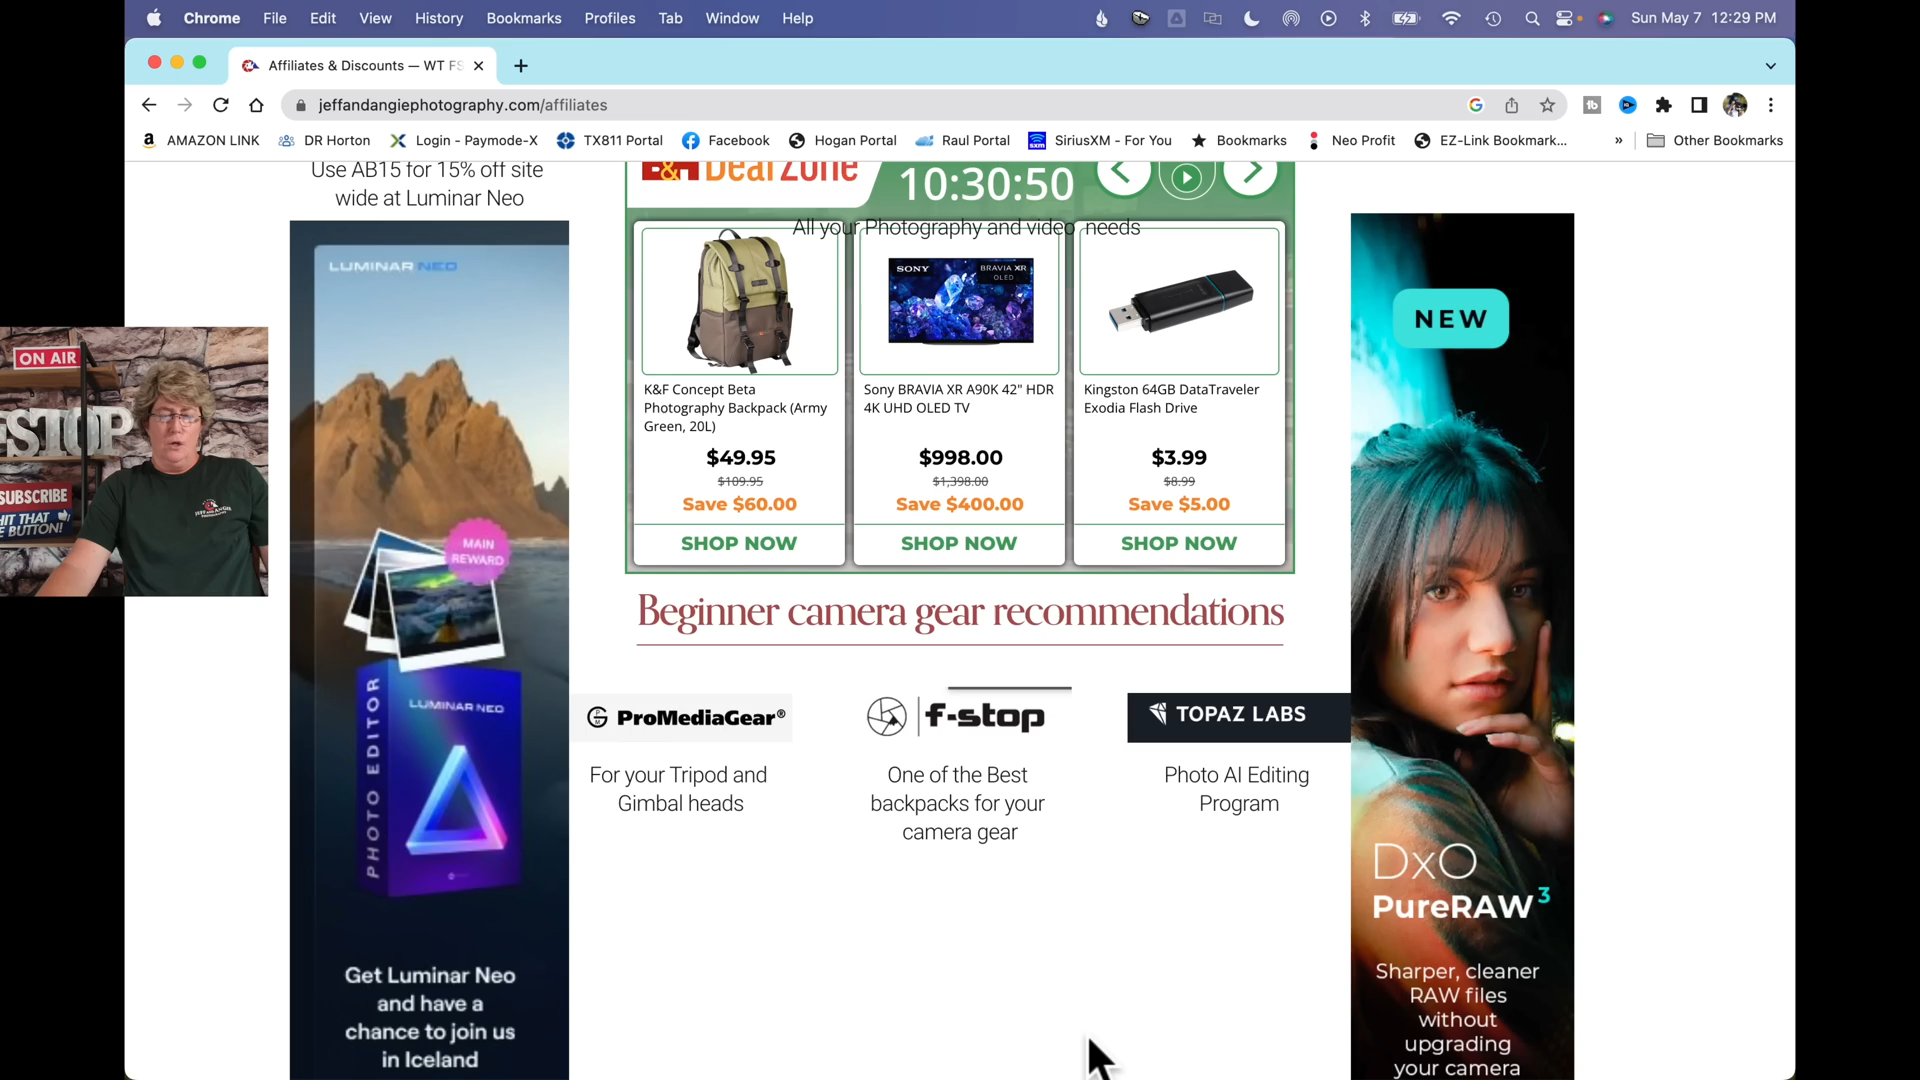 Chrome File Edit View History Bookmarks Profiles Tab Window Help Sun May 7 12:29 PM
Affiliates & Discounts — WT FS
jeffandangiephotography.com/affiliates
AMAZON LINK DR Horton Login - Paymode-X TX811 Portal Facebook Hogan Portal Raul Portal SiriusXM - For You Bookmarks Neo Profit EZ-Link Bookmark... » Other Bookmarks
Use AB15 for 15% off site
wide at Luminar Neo
B&H DealZone
10:30:50
All your Photography and video needs
SONY
BRAVIA XR
OLED
K&F Concept Beta
Photography Backpack (Army
Green, 20L)
$49.95
$109.95
Save $60.00
SHOP NOW
Sony BRAVIA XR A90K 42" HDR
4K UHD OLED TV
$998.00
$1,398.00
Save $400.00
SHOP NOW
Kingston 64GB DataTraveler
Exodia Flash Drive
$3.99
$8.99
Save $5.00
SHOP NOW
Beginner camera gear recommendations
ProMediaGear®
For your Tripod and
Gimbal heads
f-stop
One of the Best
backpacks for your
camera gear
TOPAZ LABS
Photo AI Editing
Program
LUMINAR NEO
MAIN
REWARD
LUMINAR NEO
PHOTO EDITOR
Get Luminar Neo
and have a
chance to join us
in Iceland
NEW
DxO
PureRAW 3
Sharper, cleaner
RAW files
without
upgrading
your camera
ON AIR
STOP
SUBSCRIBE
HIT THAT
BUTTON!